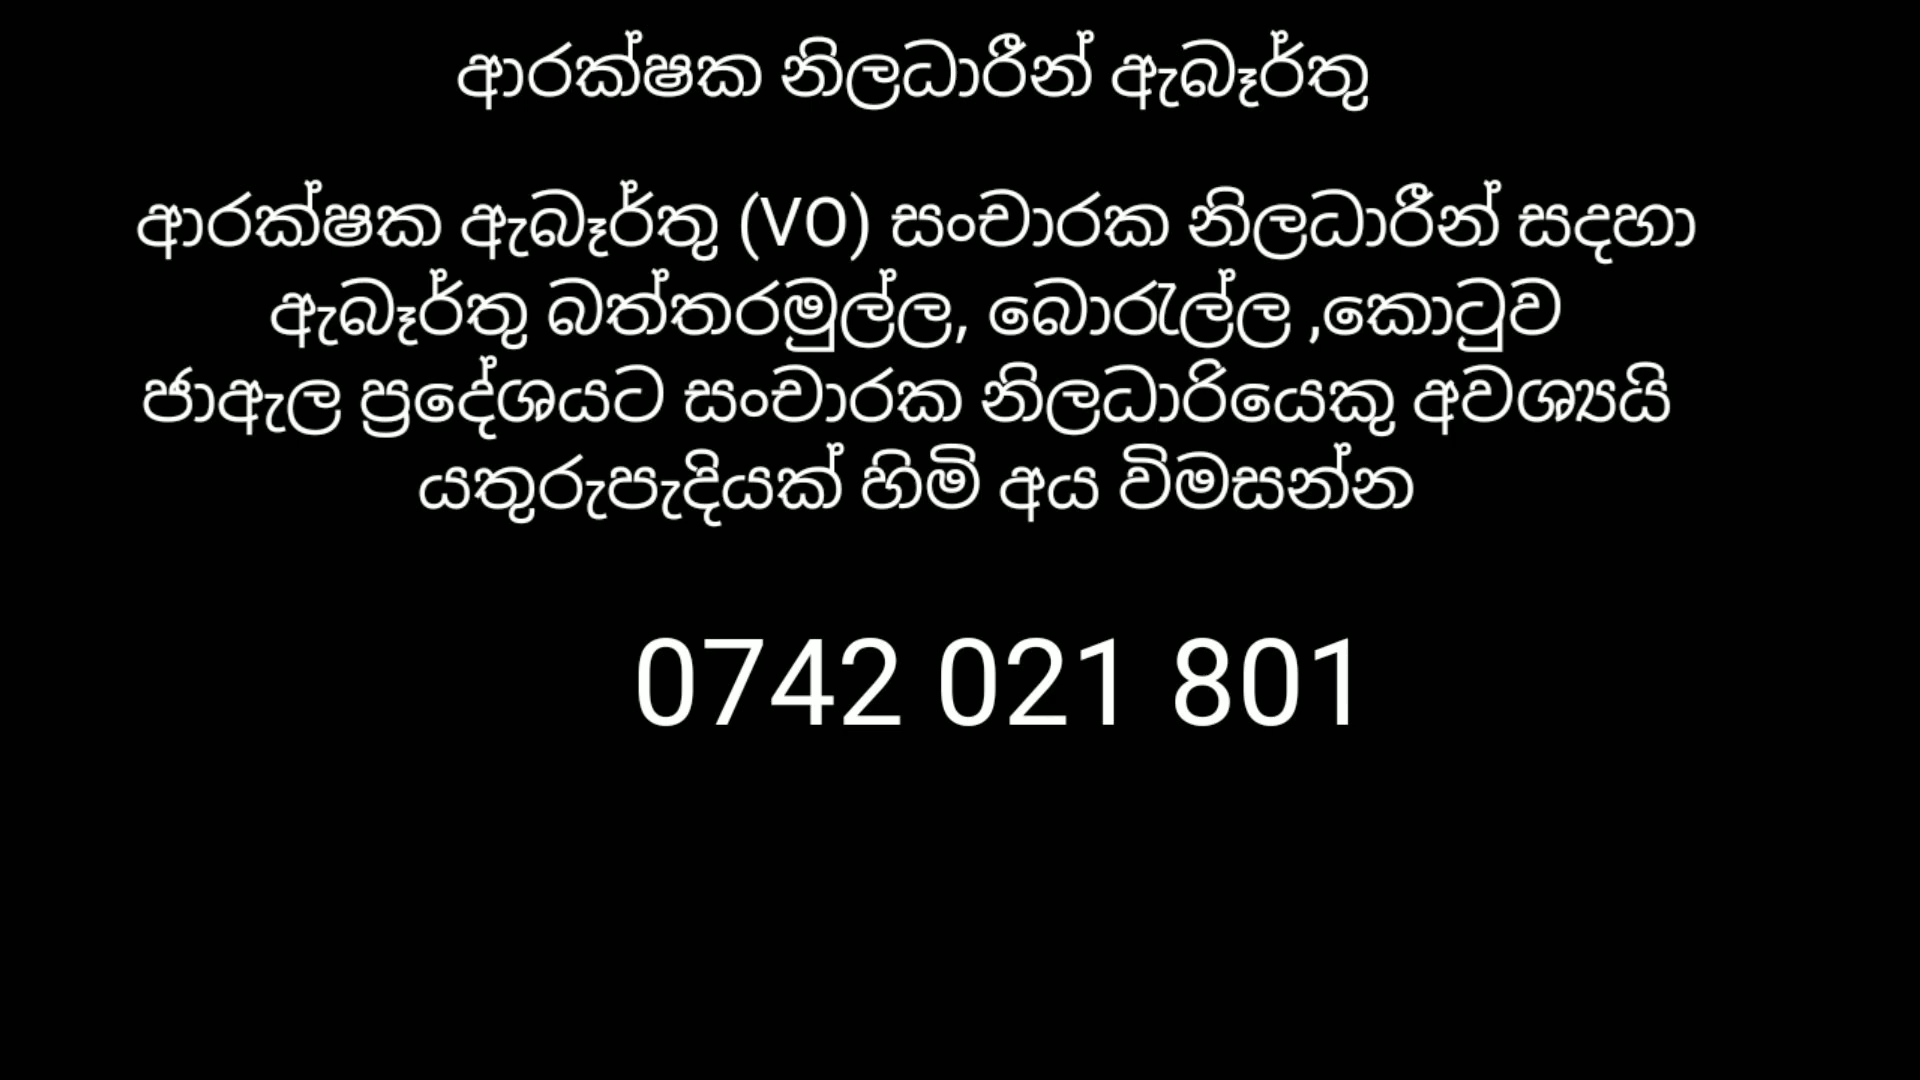 ආරක්ෂක නිලධාරීන් ඇබෑර්තු
ආරක්ෂක ඇබෑර්තු (VO) සංචාරක නිලධාරීන් සදහා
ඇබෑර්තු බත්තරමුල්ල, බොරැල්ල ,කොටුව
ජාඇල ප්‍රදේශයට සංචාරක නිලධාරියෙකු අවශ්‍යයි
යතුරුපැදියක් හිමි අය විමසන්න
0742 021 801